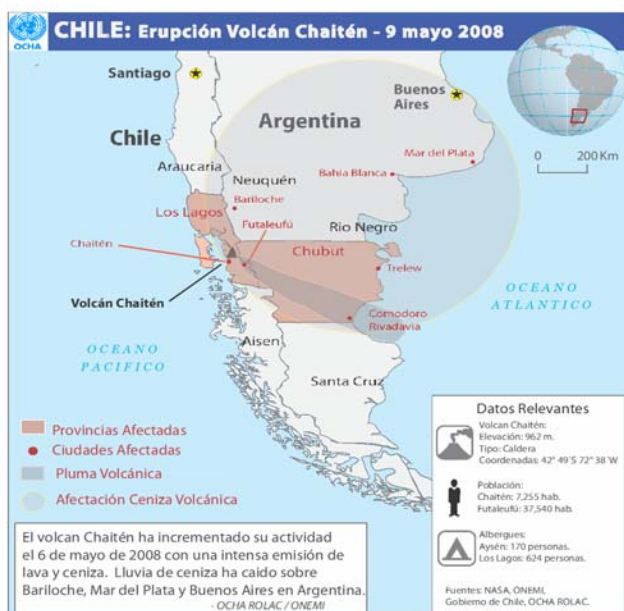 OCHA
CHILE: Erupción Volcán Chaitén - 9 mayo 2008
Santiago
Buenos
Aires
Argentina
Chile
0 200 Km
Mar del Plata
Araucaria
Bahia Blanca
Neuquén
Bariloche
Los Lagos
Rio Negro
Futaleufú
Chaitén
Chubut
Trelew
Volcán Chaitén
OCEANO
ATLANTICO
Comodoro
Rivadavia
OCEANO
PACIFICO
Aisen
Santa Cruz
Provincias Afectadas
Ciudades Afectadas
Pluma Volcánica
Afectación Ceniza Volcánica
El volcan Chaitén ha incrementado su actividad
el 6 de mayo de 2008 con una intensa emisión de
lava y ceniza. Lluvia de ceniza ha caido sobre
Bariloche, Mar del Plata y Buenos Aires en Argentina.
- OCHA ROLAC / ONEMI
Datos Relevantes
Volcan Chaitén:
Elevación: 962 m.
Tipo: Caldera
Coordenadas: 42° 49'S 72° 38'W
Población:
Chaitén: 7,255 hab.
Futaleufú: 37,540 hab.
Albergues:
Aysén: 170 personas.
Los Lagos: 624 personas.
Fuentes: NASA, ONEMI,
Gobierno de Chile, OCHA ROLAC.